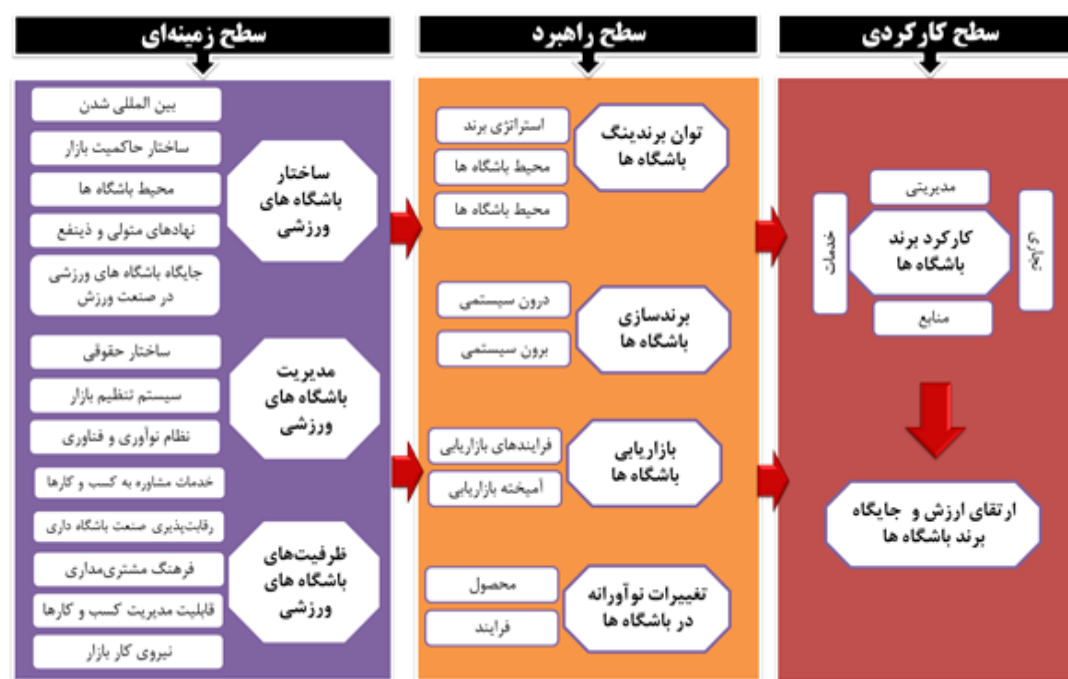 سطح زمینه‌ای
بین المللی شدن
ساختار حاکمیت بازار
محیط باشگاه ها
نهادهای متولی و ذینفع
جایگاه باشگاه های ورزشی
در صنعت ورزش
ساختار
باشگاه های
ورزشی
ساختار حقوقی
سیستم تنظیم بازار
نظام نوآوری و فناوری
خدمات مشاوره به کسب و کارها
مدیریت
باشگاه های
ورزشی
رقابت‌پذیری صنعت باشگاه داری
فرهنگ مشتری‌مداری
قابلیت مدیریت کسب و کارها
نیروی کار بازار
ظرفیت‌های
باشگاه های
ورزشی
سطح راهبرد
استراتژی برند
محیط باشگاه ها
محیط باشگاه ها
توان برندینگ
باشگاه ها
درون سیستمی
برون سیستمی
برندسازی
باشگاه ها
فرایندهای بازاریابی
آمیخته بازاریابی
بازاریابی
باشگاه ها
محصول
فرایند
تغییرات نوآورانه
در باشگاه ها
سطح کارکردی
مدیریتی
خدمات
کارکرد برند
باشگاه ها
تجاری
منابع
ارتقای ارزش و جایگاه
برند باشگاه ها